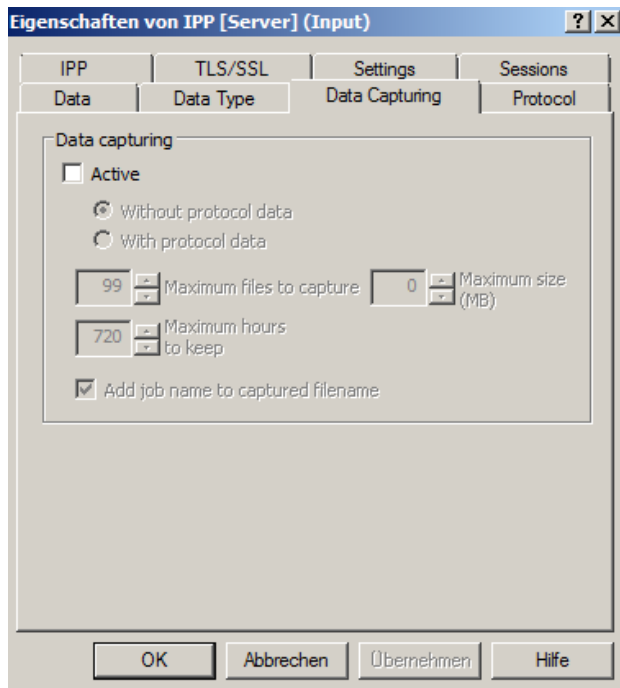 Eigenschaften von IPP [Server] (Input)
IPP TLS/SSL Settings Sessions
Data Data Type Data Capturing Protocol
Data capturing
Active
Without protocol data
With protocol data
99 Maximum files to capture 0 Maximum size
(MB)
720 Maximum hours
to keep
Add job name to captured filename
OK Abbrechen Übernehmen Hilfe